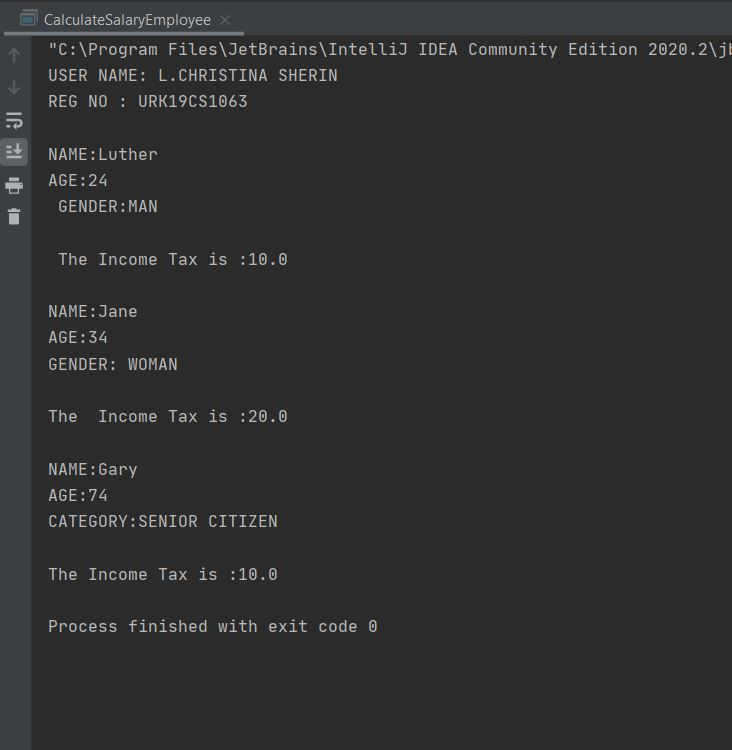 CalculateSalaryEmployee
"C:\Program Files\JetBrains\IntelliJ IDEA Community Edition 2020.2\jb
USER NAME: L.CHRISTINA SHERIN
REG NO : URK19CS1063
NAME:Luther
AGE:24
GENDER:MAN
The Income Tax is :10.0
NAME:Jane
AGE:34
GENDER: WOMAN
The  Income Tax is :20.0
NAME:Gary
AGE:74
CATEGORY:SENIOR CITIZEN
The Income Tax is :10.0
Process finished with exit code 0